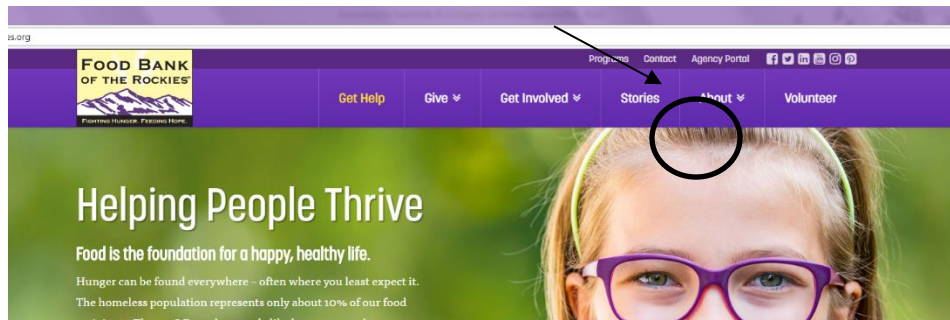 es.org
Programs Contact Agency Portal
FOOD BANK
OF THE ROCKIES
FIGHTING HUNGER. FEEDING HOPE.
Get Help Give Get Involved Stories About Volunteer
Helping People Thrive
Food is the foundation for a happy, healthy life.
Hunger can be found everywhere – often where you least expect it.
The homeless population represents only about 10% of our food